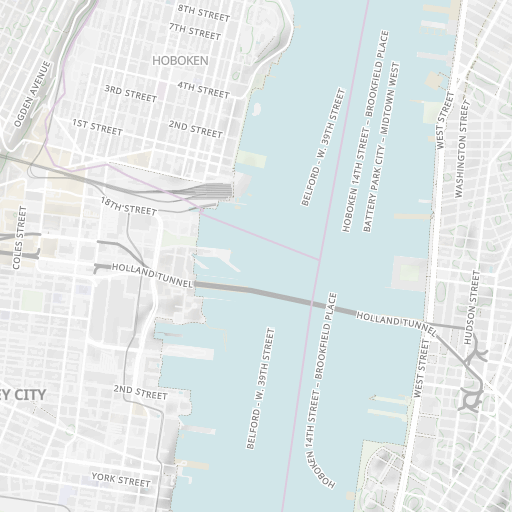 8TH STREET
7TH STREET
HOBOKEN
OGDEN AVENUE
3RD STREET
4TH STREET
1ST STREET
2ND STREET
BELFORD - W. 39TH STREET
HOBOKEN 14TH STREET – BROOKFIELD PLACE
BATTERY PARK CITY – MIDTOWN WEST
WEST STREET
WASHINGTON STREET
18TH STREET
COLES STREET
HOLLAND TUNNEL
HOLLAND TUNNEL
HUDSON STREET
BELFORD - W. 39TH STREET
HOBOKEN 14TH STREET – BROOKFIELD PLACE
WEST STREET
2ND STREET
EY CITY
YORK STREET